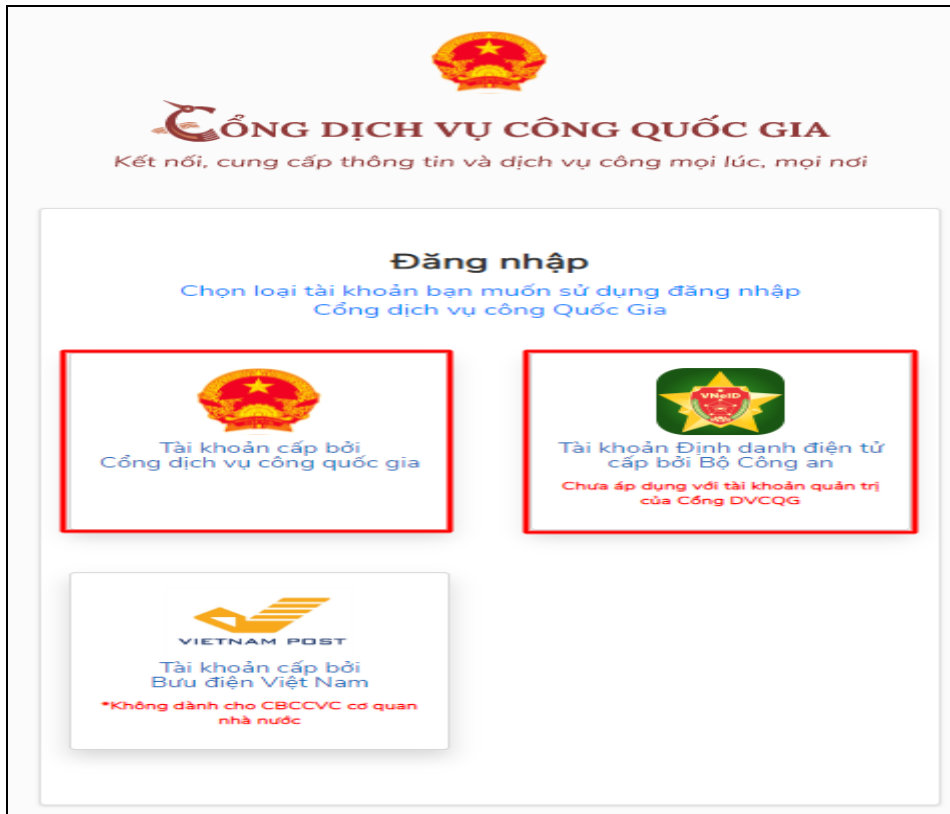 CỔNG DỊCH VỤ CÔNG QUỐC GIA
Kết nối, cung cấp thông tin và dịch vụ công mọi lúc, mọi nơi
Đăng nhập
Chọn loại tài khoản bạn muốn sử dụng đăng nhập
Cổng dịch vụ công Quốc Gia
Tài khoản cấp bởi
Cổng dịch vụ công quốc gia
VNeID
Tài khoản Định danh điện tử
cấp bởi Bộ Công an
Chưa áp dụng với tài khoản quản trị
của Cổng DVCQG
VIETNAM POST
Tài khoản cấp bởi
Bưu điện Việt Nam
*Không dành cho CBCCVC cơ quan
nhà nước